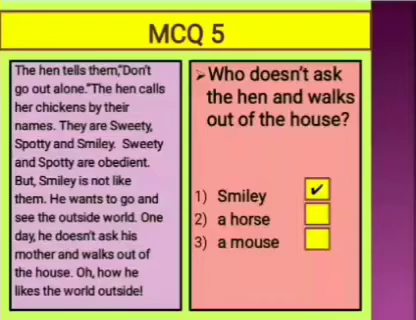 MCQ 5
The hen tells them,"Don't
go out alone."The hen calls
her chickens by their
names. They are Sweety,
Spotty and Smiley. Sweety
and Spotty are obedient.
But, Smiley is not like
them. He wants to go and
see the outside world. One
day, he doesn't ask his
mother and walks out of
the house. Oh, how he
likes the world outside!
➢Who doesn't ask
the hen and walks
out of the house?
1) Smiley ✔
2) a horse
3) a mouse